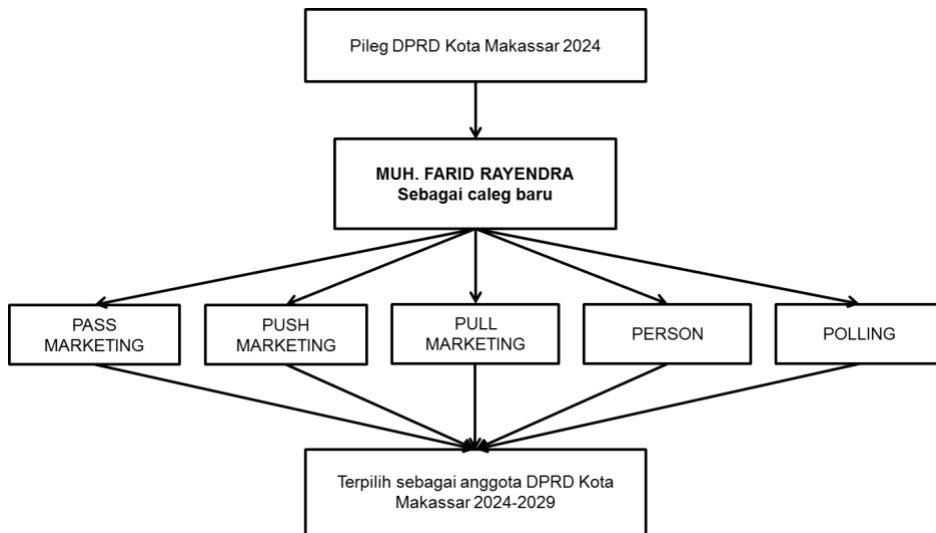 Pileg DPRD Kota Makassar 2024
MUH. FARID RAYENDRA
Sebagai caleg baru
PASS
MARKETING
PUSH
MARKETING
PULL
MARKETING
PERSON
POLLING
Terpilih sebagai anggota DPRD Kota
Makassar 2024-2029